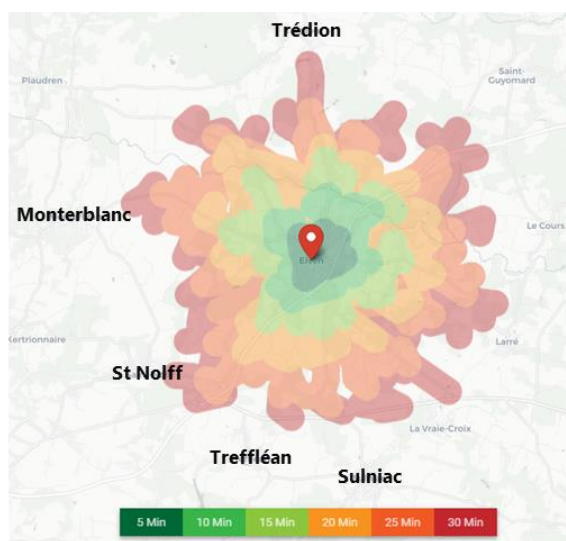 Trédion
Plaudren
Saint-
Guyomard
Monterblanc
Le Cours
Elven
Kertrionnaire
Larré
St Nolff
La Vraie-Croix
Treffléan
Sulniac
5 Min 10 Min 15 Min 20 Min 25 Min 30 Min